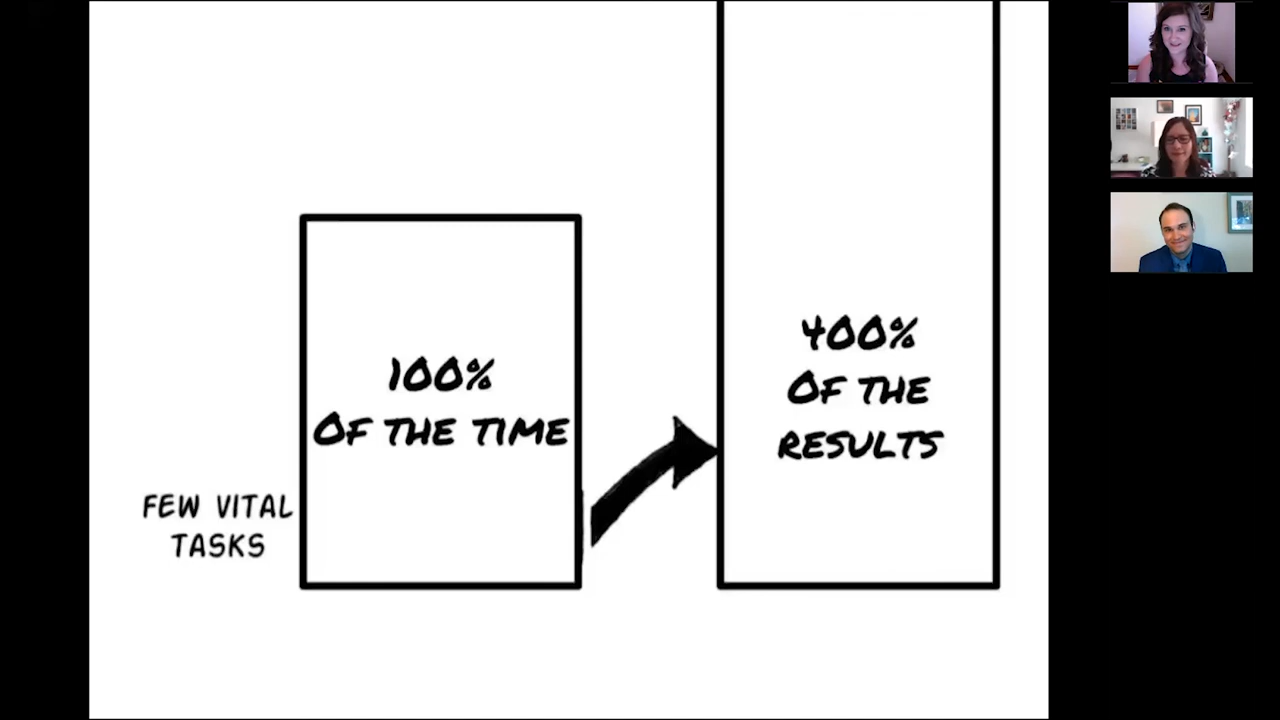 FEW VITAL
TASKS
100%
OF THE TIME
400%
OF THE
RESULTS